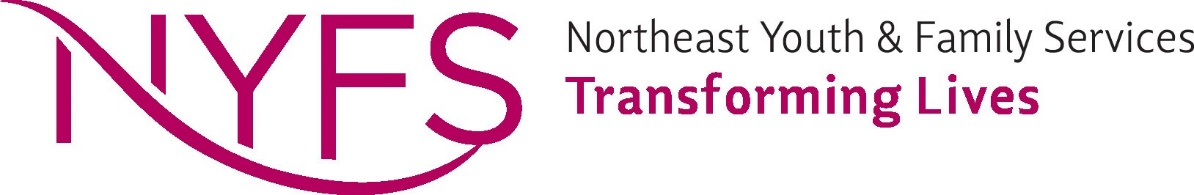 NYFS
Northeast Youth & Family Services
Transforming Lives